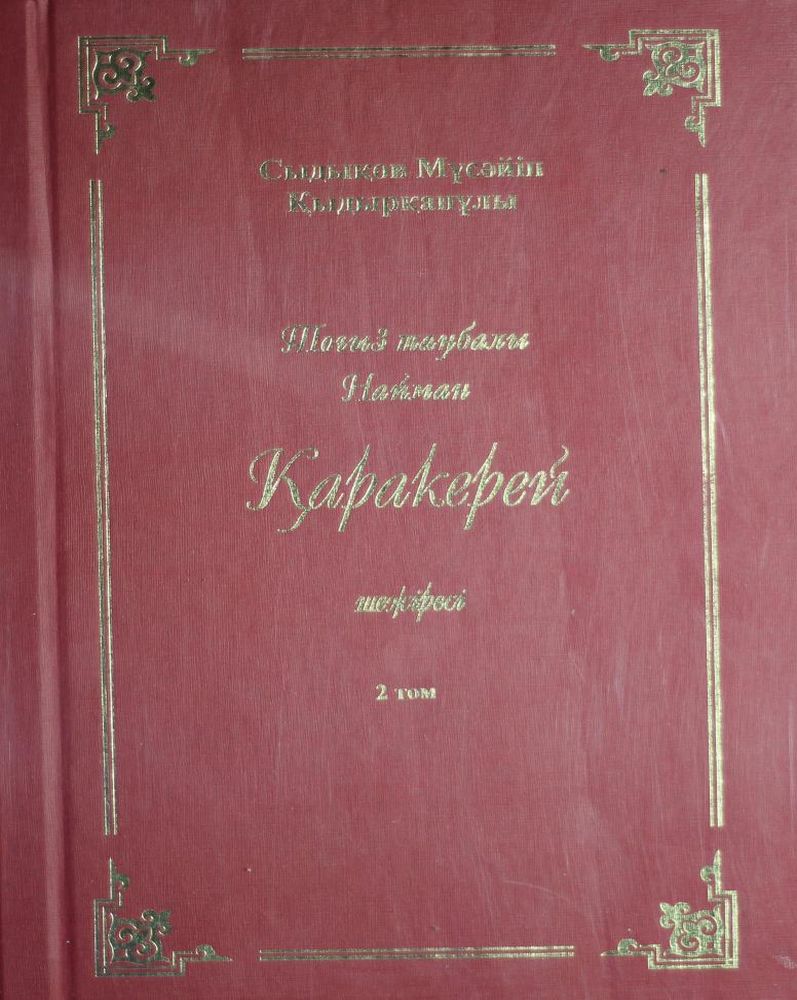 Сыдықов Мүсәйіп
Қыдырқанұлы
Тоғыз таңбалы
Найман
Қаракерей
шежіресі
2 том